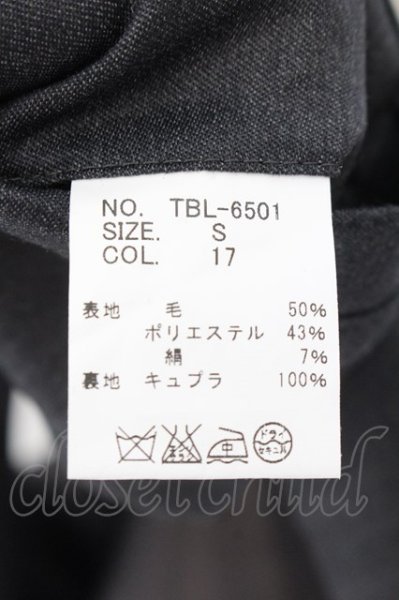 NO. TBL-6501
SIZE. S
COL. 17
表地 毛 50%
ポリエステル 43%
絹 7%
裏地 キュプラ 100%
ドライ
セキユ系
closet child